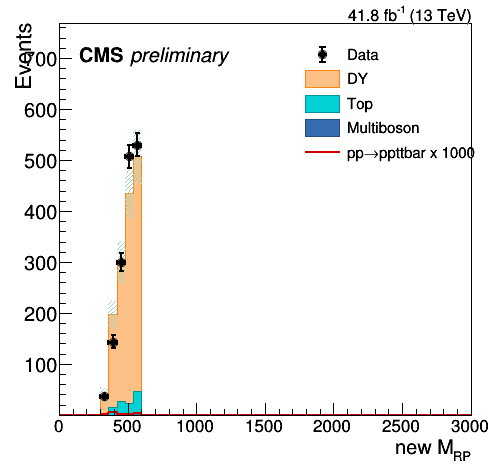 41.8 fb⁻¹ (13 TeV)
Events
CMS preliminary
Data
DY
Top
Multiboson
pp→ppttbar x 1000
700
600
500
400
300
200
100
0 500 1000 1500 2000 2500 3000
new M_RP